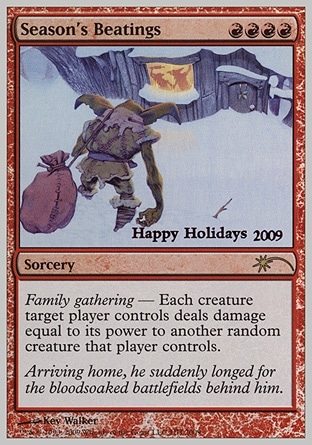 Season's Beatings
Happy Holidays 2009
Sorcery
Family gathering — Each creature
target player controls deals damage
equal to its power to another random
creature that player controls.
Arriving home, he suddenly longed for
the bloodsoaked battlefields behind him.
Kev Walker